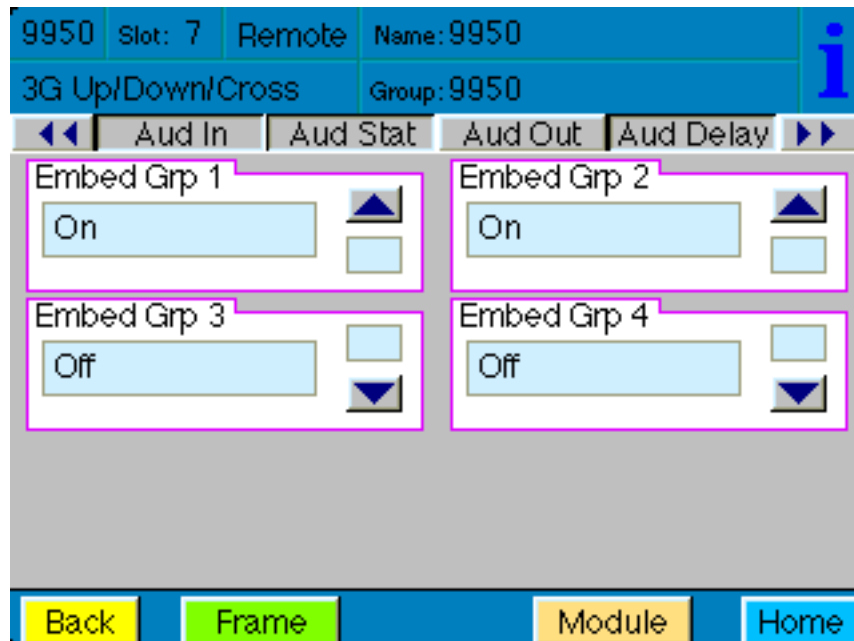 9950 Slot: 7 Remote Name:9950
3G Up/Down/Cross Group:9950
i
Aud In Aud Stat Aud Out Aud Delay
Embed Grp 1 Embed Grp 2
On On
Embed Grp 3 Embed Grp 4
Off Off
Back Frame Module Home